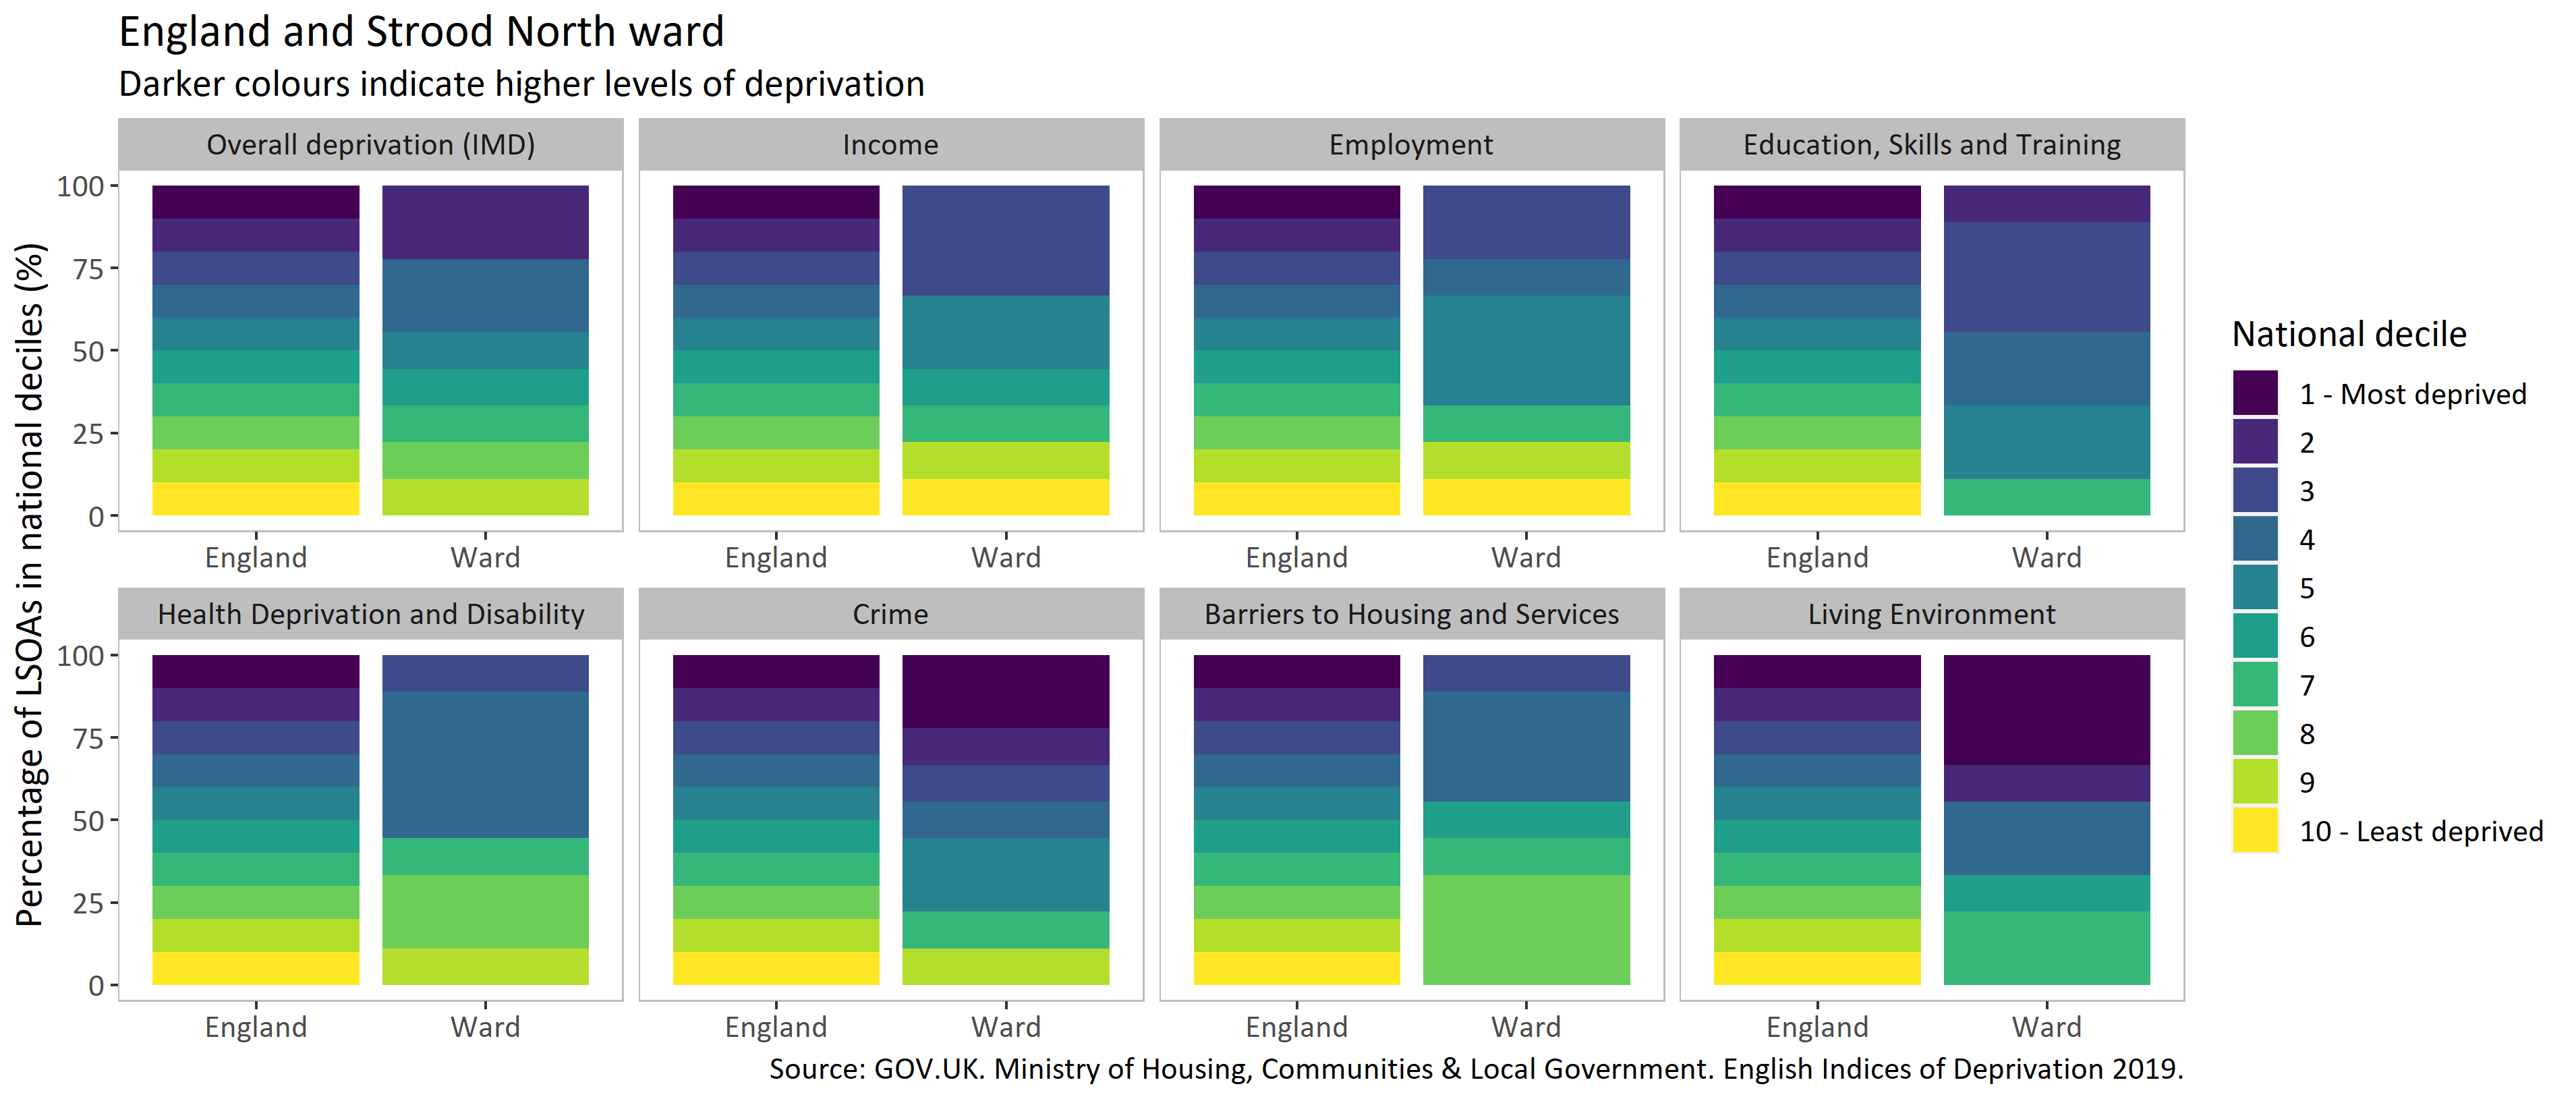 England and Strood North ward
Darker colours indicate higher levels of deprivation
Percentage of LSOAs in national deciles (%)
Overall deprivation (IMD)
Income
Employment
Education, Skills and Training
100
75
50
25
0
England
Ward
England
Ward
England
Ward
England
Ward
Health Deprivation and Disability
Crime
Barriers to Housing and Services
Living Environment
100
75
50
25
0
England
Ward
England
Ward
England
Ward
England
Ward
National decile
1 - Most deprived
2
3
4
5
6
7
8
9
10 - Least deprived
Source: GOV.UK. Ministry of Housing, Communities & Local Government. English Indices of Deprivation 2019.